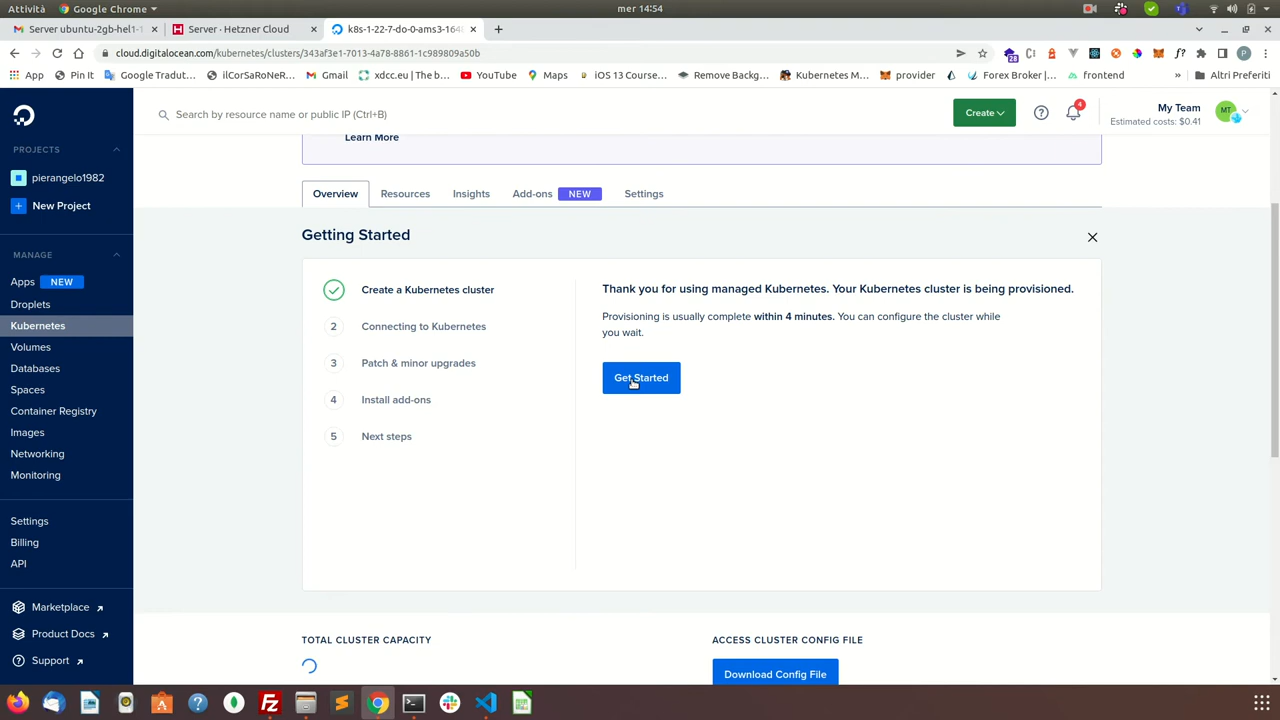 Attività
Google Chrome
mer 14:54
Server ubuntu-2gb-hel1-1
Server · Hetzner Cloud
k8s-1-22-7-do-0-ams3-164
cloud.digitalocean.com/kubernetes/clusters/343af3e1-7013-4a78-8861-1c989809a50b
App
Pin It
Google Tradut...
ilCorSaRoNeR...
Gmail
xdcc.eu | The b...
YouTube
Maps
iOS 13 Course...
Remove Backg...
Kubernetes M...
provider
Forex Broker |...
frontend
»
Altri Preferiti
Search by resource name or public IP (Ctrl+B)
Create
4
My Team
Estimated costs: $0.41
MT
PROJECTS
pierangelo1982
New Project
MANAGE
Apps NEW
Droplets
Kubernetes
Volumes
Databases
Spaces
Container Registry
Images
Networking
Monitoring
Settings
Billing
API
Marketplace
Product Docs
Support
Learn More
Overview
Resources
Insights
Add-ons NEW
Settings
Getting Started
Create a Kubernetes cluster
2 Connecting to Kubernetes
3 Patch & minor upgrades
4 Install add-ons
5 Next steps
Thank you for using managed Kubernetes. Your Kubernetes cluster is being provisioned.
Provisioning is usually complete within 4 minutes. You can configure the cluster while
you wait.
Get Started
TOTAL CLUSTER CAPACITY
ACCESS CLUSTER CONFIG FILE
Download Config File